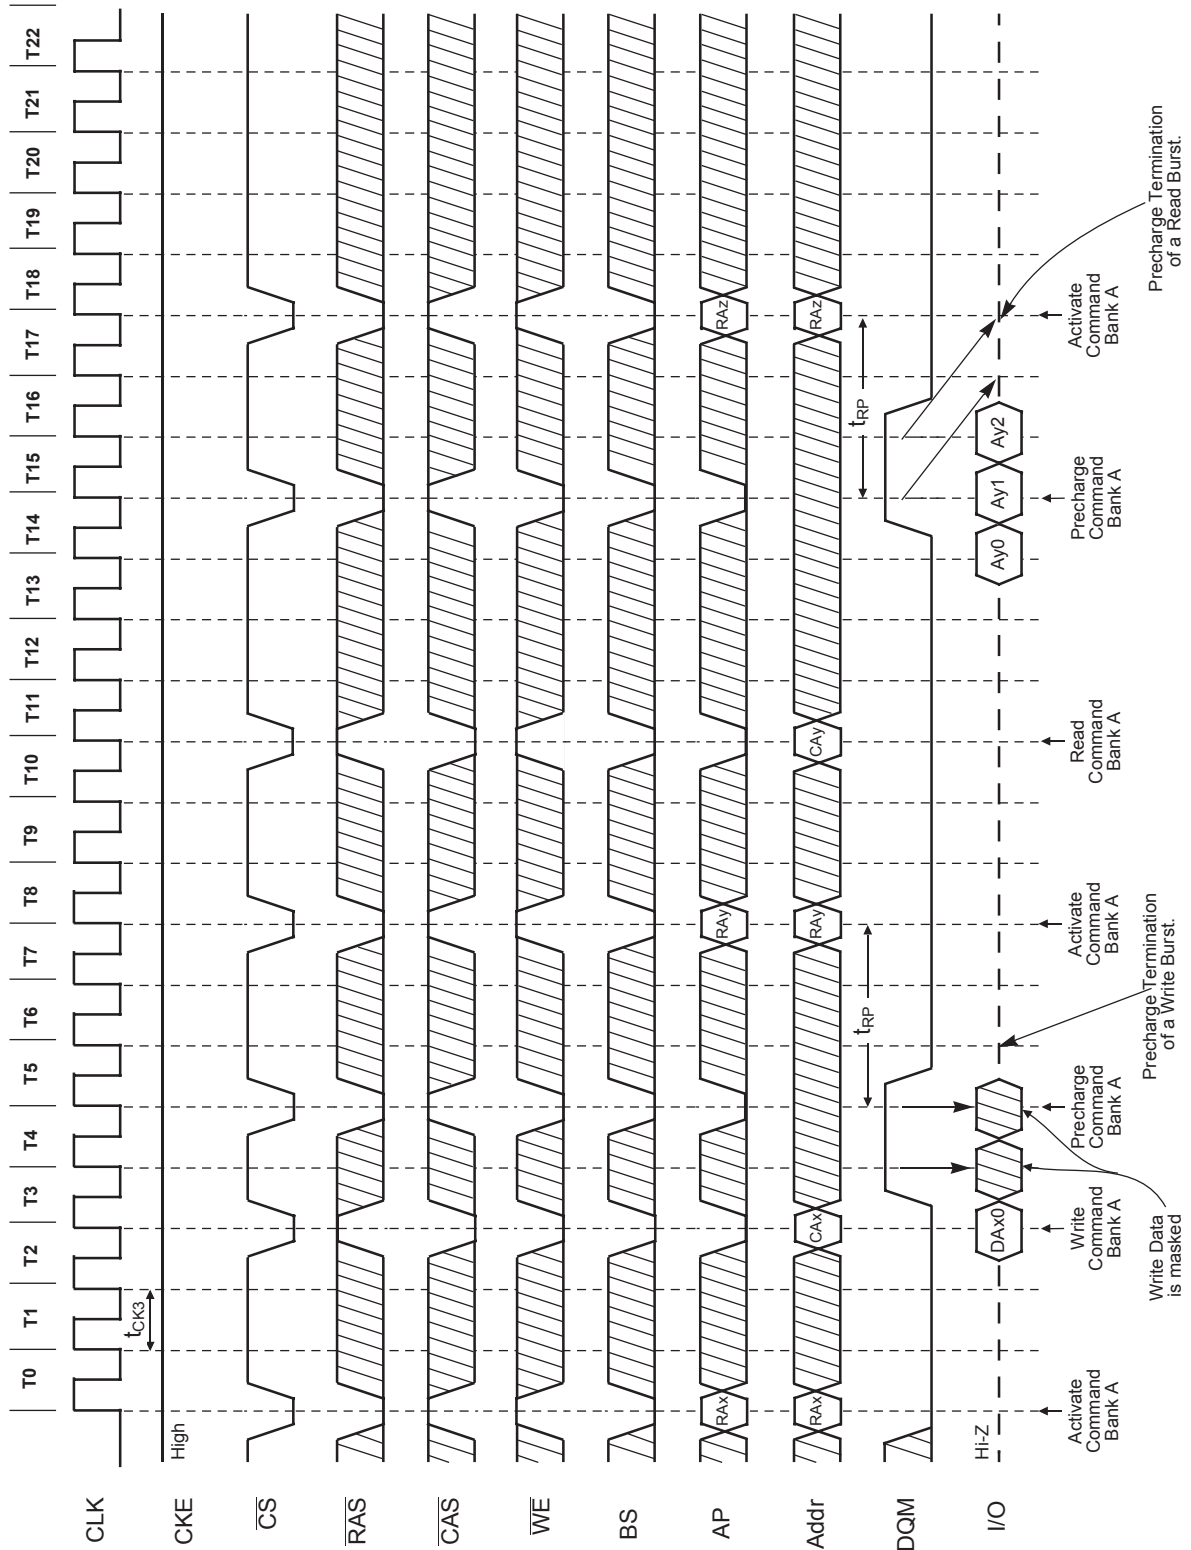 T0 T1 T2 T3 T4 T5 T6 T7 T8 T9 T10 T11 T12 T13 T14 T15 T16 T17 T18 T19 T20 T21 T22
CLK
tCK3
CKE
High
CS
RAS
CAS
WE
BS
AP
RAx RAy RAz
Addr
RAx CAx RAy CAy RAz
tRP tRP
DQM
I/O
Hi-Z
DAx0 Ay0 Ay1 Ay2
Activate
Command
Bank A
Write
Command
Bank A
Precharge
Command
Bank A
Activate
Command
Bank A
Read
Command
Bank A
Precharge
Command
Bank A
Activate
Command
Bank A
Write Data
is masked
Precharge Termination
of a Write Burst.
Precharge Termination
of a Read Burst.